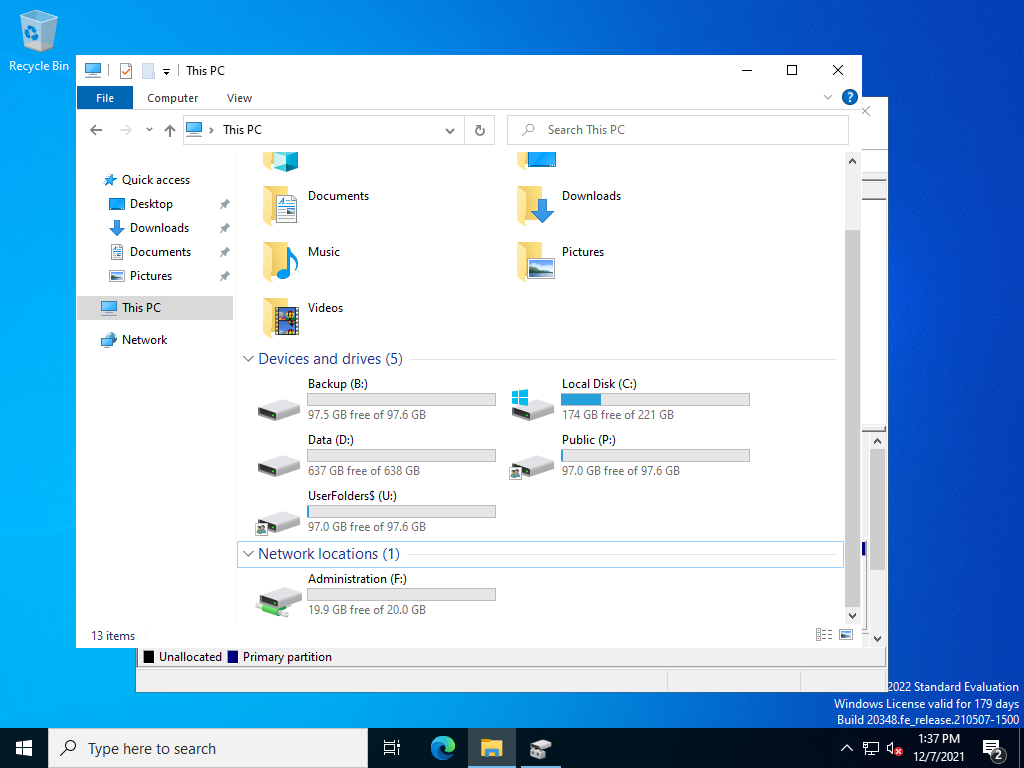 Recycle Bin
This PC
File
Computer
View
This PC
Search This PC
Quick access
Desktop
Downloads
Documents
Pictures
This PC
Network
Documents
Downloads
Music
Pictures
Videos
Devices and drives (5)
Backup (B:)
97.5 GB free of 97.6 GB
Local Disk (C:)
174 GB free of 221 GB
Data (D:)
637 GB free of 638 GB
Public (P:)
97.0 GB free of 97.6 GB
UserFolders$ (U:)
97.0 GB free of 97.6 GB
Network locations (1)
Administration (F:)
19.9 GB free of 20.0 GB
13 items
Unallocated
Primary partition
2022 Standard Evaluation
Windows License valid for 179 days
Build 20348.fe_release.210507-1500
Type here to search
1:37 PM
12/7/2021
2